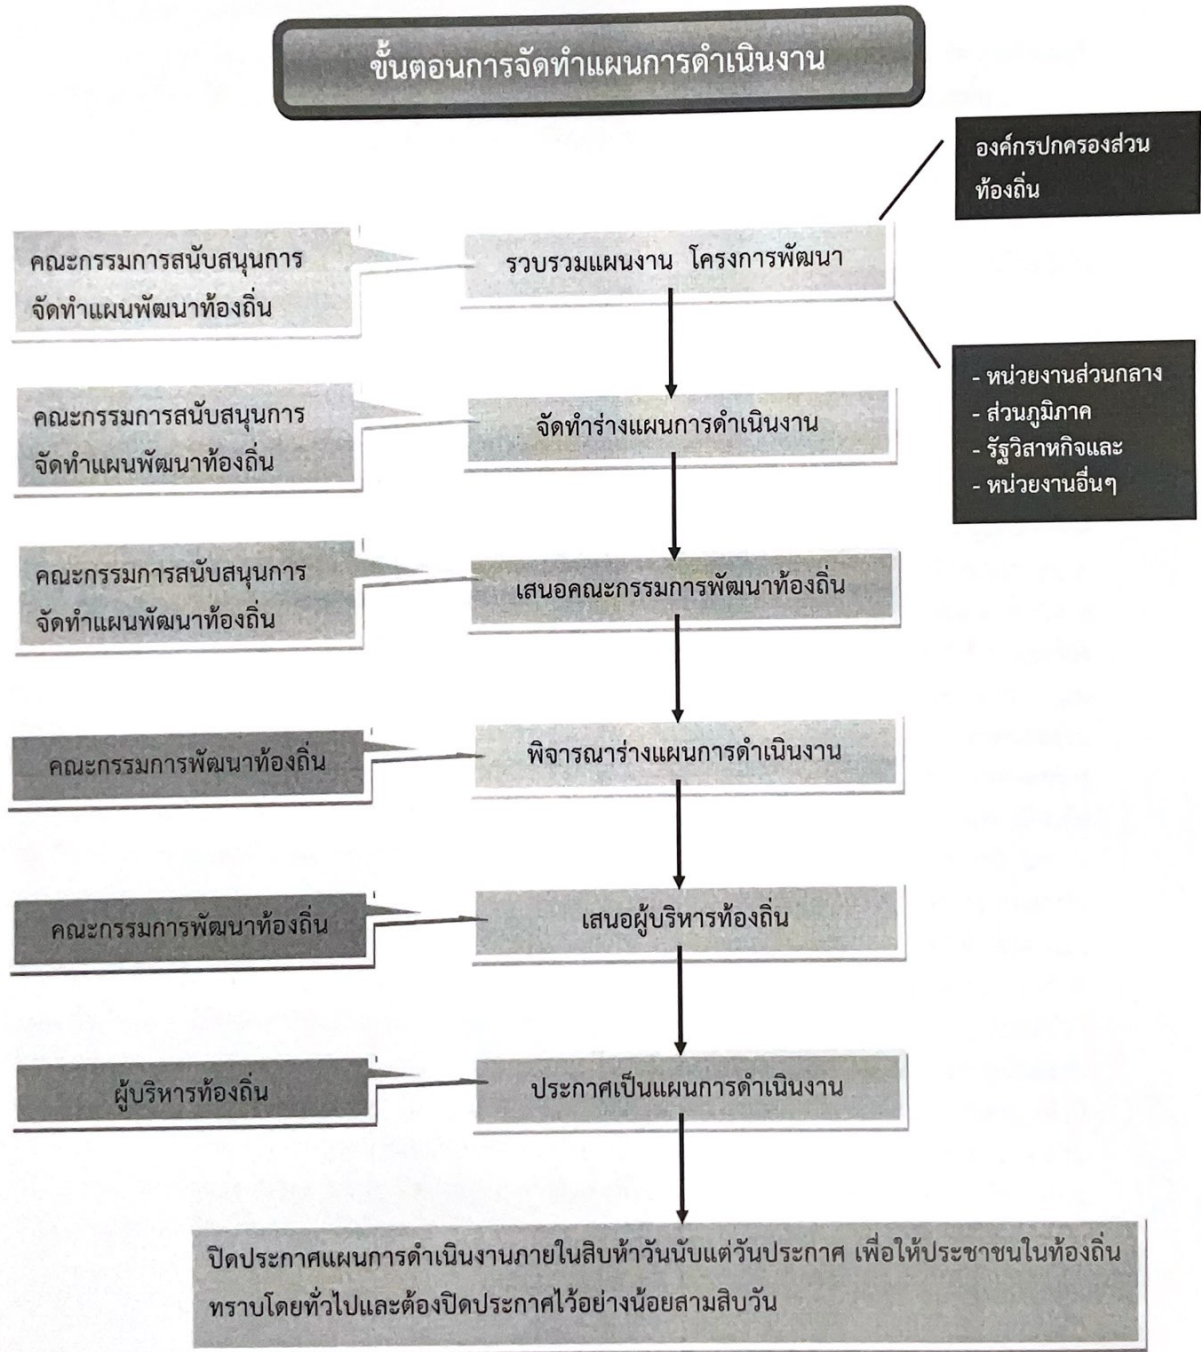 ขั้นตอนการจัดทำแผนการดำเนินงาน
องค์กรปกครองส่วน
ท้องถิ่น
คณะกรรมการสนับสนุนการ
จัดทำแผนพัฒนาท้องถิ่น
รวบรวมแผนงาน โครงการพัฒนา
- หน่วยงานส่วนกลาง
- ส่วนภูมิภาค
- รัฐวิสาหกิจและ
- หน่วยงานอื่นๆ
คณะกรรมการสนับสนุนการ
จัดทำแผนพัฒนาท้องถิ่น
จัดทำร่างแผนการดำเนินงาน
คณะกรรมการสนับสนุนการ
จัดทำแผนพัฒนาท้องถิ่น
เสนอคณะกรรมการพัฒนาท้องถิ่น
คณะกรรมการพัฒนาท้องถิ่น
พิจารณาร่างแผนการดำเนินงาน
คณะกรรมการพัฒนาท้องถิ่น
เสนอผู้บริหารท้องถิ่น
ผู้บริหารท้องถิ่น
ประกาศเป็นแผนการดำเนินงาน
ปิดประกาศแผนการดำเนินงานภายในสิบห้าวันนับแต่วันประกาศ เพื่อให้ประชาชนในท้องถิ่น
ทราบโดยทั่วไปและต้องปิดประกาศไว้อย่างน้อยสามสิบวัน